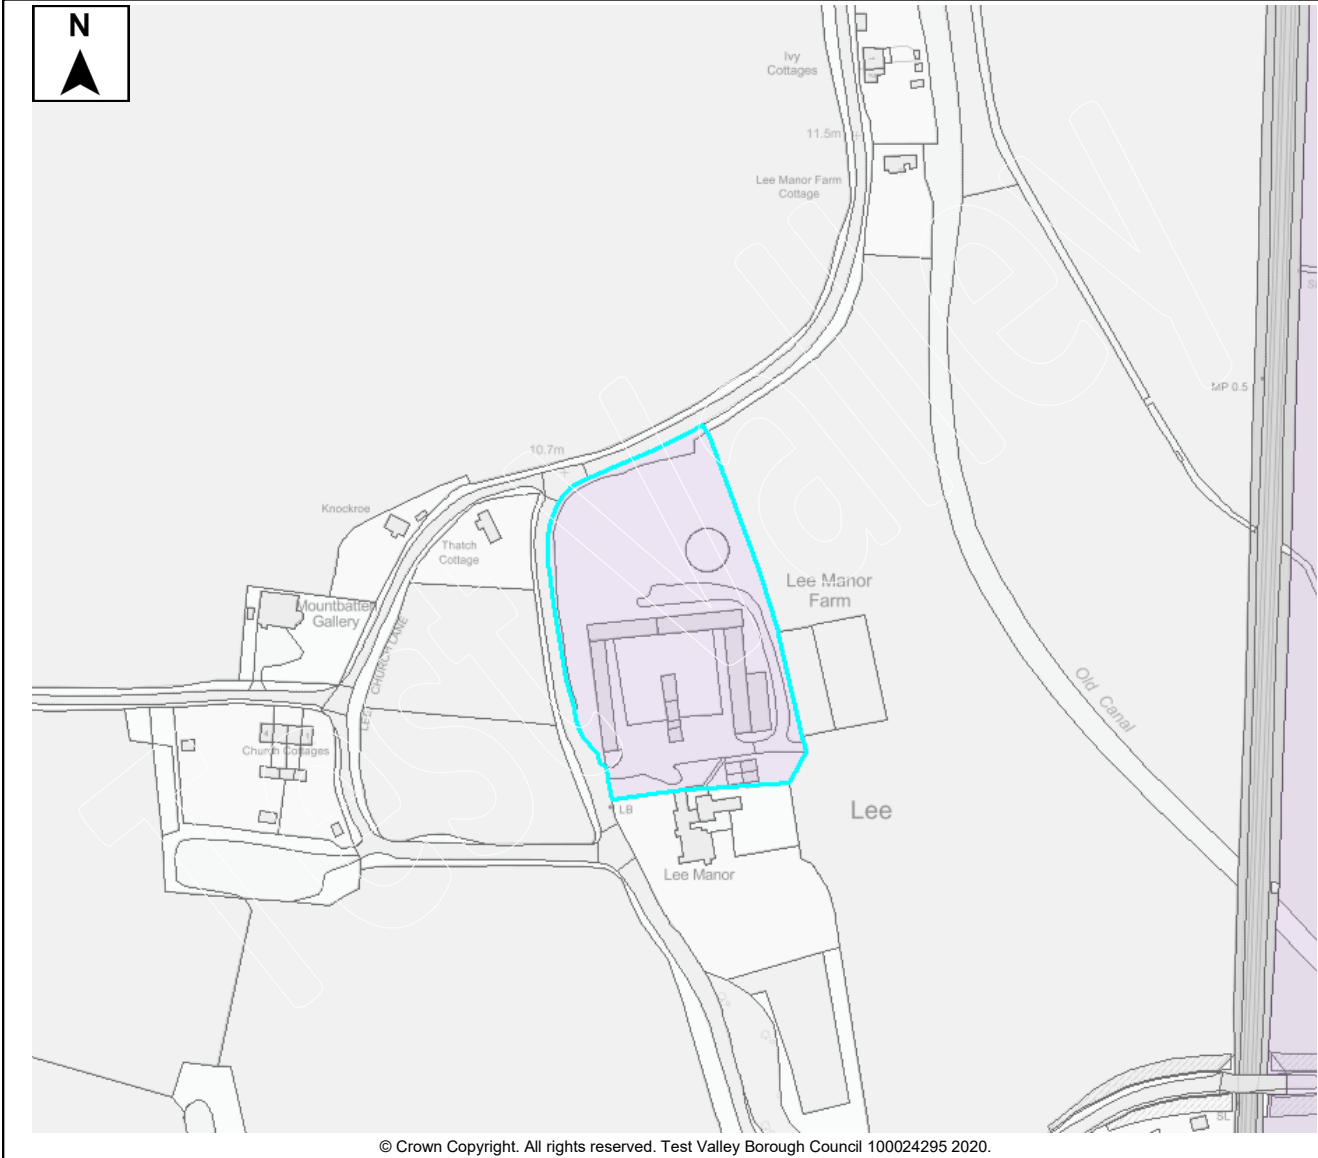 N
Ivy
Cottages
11.5m
Lee Manor Farm
Cottage
MP 0.5
10.7m
Knockroe
Thatch
Cottage
Lee Manor
Farm
Mountbatten
Gallery
CHURCH LANE
Old Canal
Church Cottages
LB
Lee
Lee Manor
SL
© Crown Copyright. All rights reserved. Test Valley Borough Council 100024295 2020.